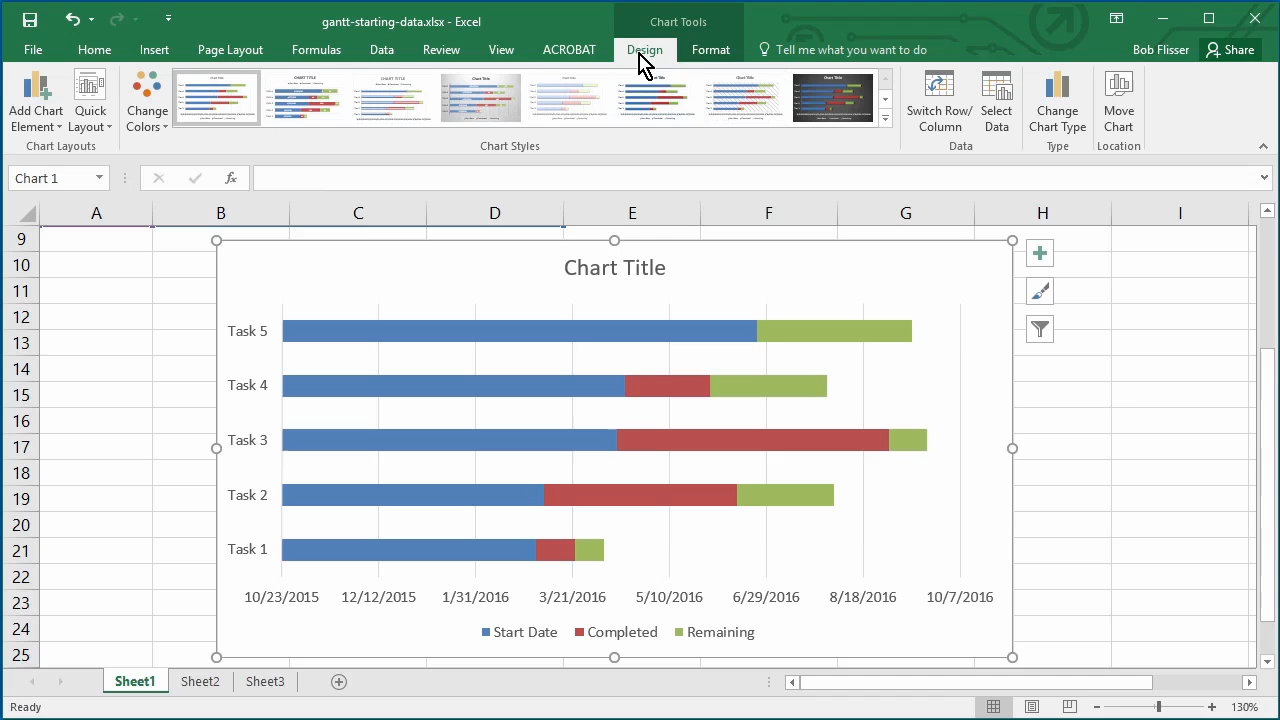 gantt-starting-data.xlsx - Excel
Chart Tools
File Home Insert Page Layout Formulas Data Review View ACROBAT Design Format Tell me what you want to do Bob Flisser Share
Change
Colors
Switch Row/
Column
Select
Data
Change
Chart Type
Move
Chart
Chart Layouts Chart Styles Data Type Location
Chart 1 fx
A B C D E F G H I
9
10
11
12
13
14
15
16
17
18
19
20
21
22
23
24
25
Chart Title
Task 5
Task 4
Task 3
Task 2
Task 1
10/23/2015 12/12/2015 1/31/2016 3/21/2016 5/10/2016 6/29/2016 8/18/2016 10/7/2016
Start Date Completed Remaining
Sheet1 Sheet2 Sheet3
Ready 130%